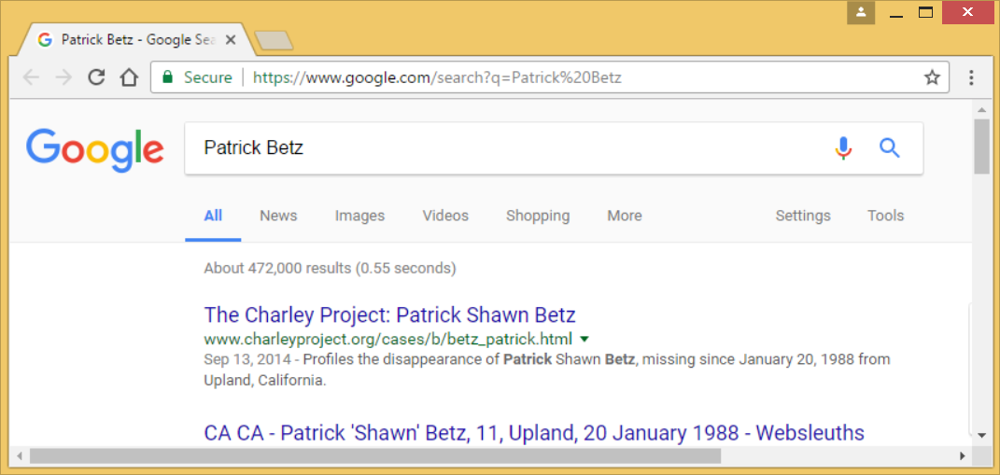 Patrick Betz - Google Sea
Secure https://www.google.com/search?q=Patrick%20Betz
Google Patrick Betz
All News Images Videos Shopping More Settings Tools
About 472,000 results (0.55 seconds)
The Charley Project: Patrick Shawn Betz
www.charleyproject.org/cases/b/betz_patrick.html
Sep 13, 2014 - Profiles the disappearance of Patrick Shawn Betz, missing since January 20, 1988 from
Upland, California.
CA CA - Patrick 'Shawn' Betz, 11, Upland, 20 January 1988 - Websleuths